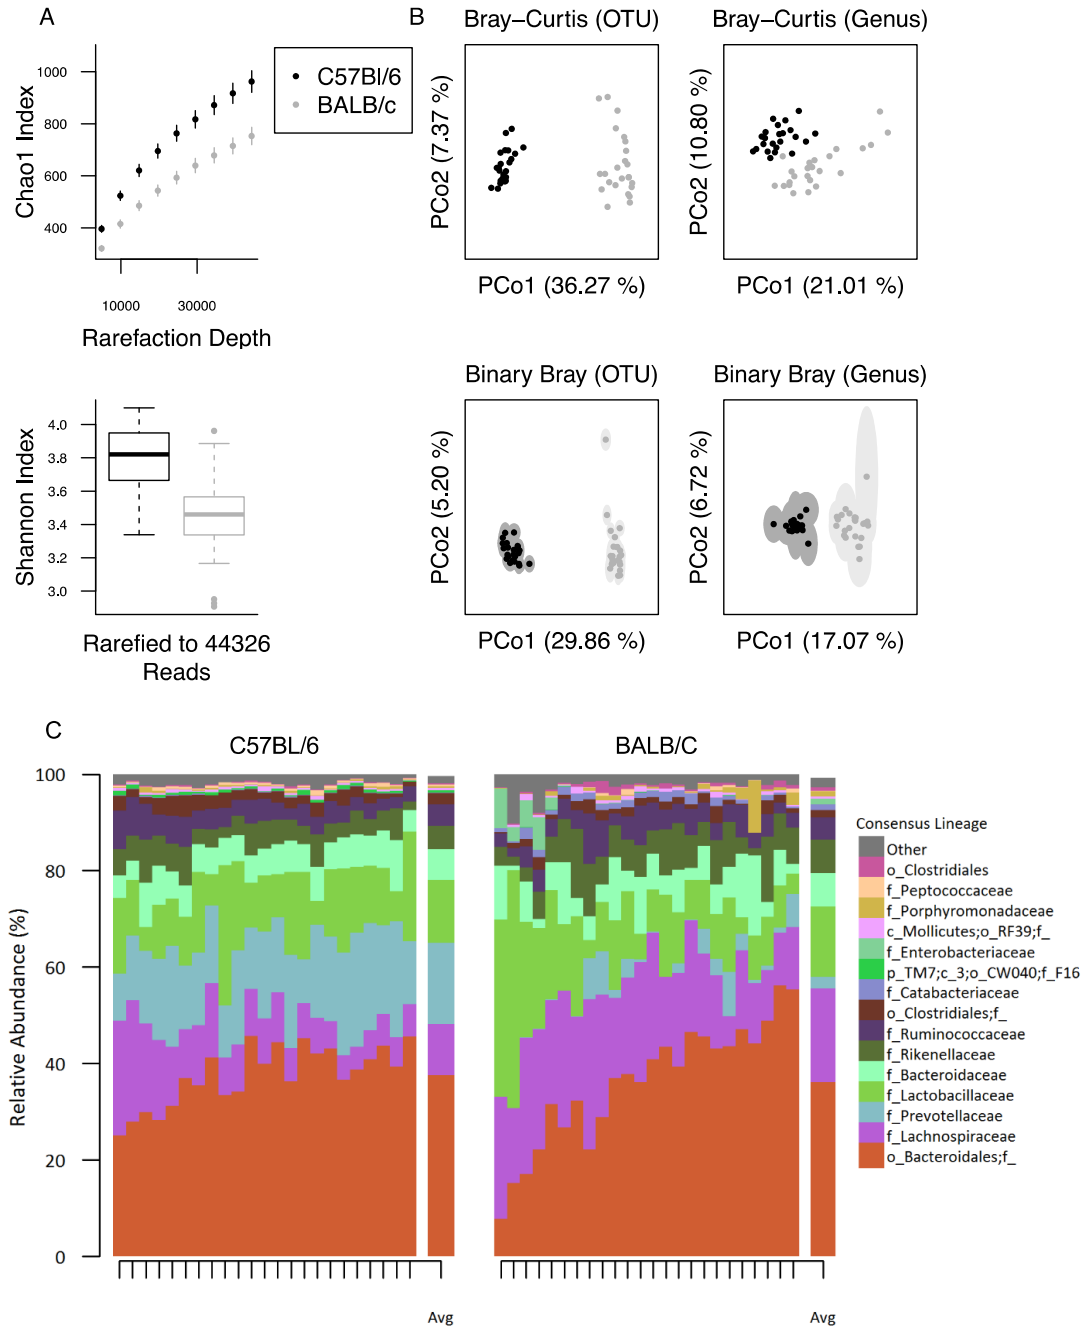 A
Chao1 Index
1000
800
600
400
10000
30000
Rarefaction Depth
C57Bl/6
BALB/c
Shannon Index
4.0
3.8
3.6
3.4
3.2
3.0
Rarefied to 44326
Reads
B
Bray–Curtis (OTU)
PCo2 (7.37 %)
PCo1 (36.27 %)
Bray–Curtis (Genus)
PCo2 (10.80 %)
PCo1 (21.01 %)
Binary Bray (OTU)
PCo2 (5.20 %)
PCo1 (29.86 %)
Binary Bray (Genus)
PCo2 (6.72 %)
PCo1 (17.07 %)
C
C57BL/6
BALB/C
Relative Abundance (%)
100
80
60
40
20
0
Avg
Avg
Consensus Lineage
Other
o_Clostridiales
f_Peptococcaceae
f_Porphyromonadaceae
c_Mollicutes;o_RF39;f_
f_Enterobacteriaceae
p_TM7;c_3;o_CW040;f_F16
f_Catabacteriaceae
o_Clostridiales;f_
f_Ruminococcaceae
f_Rikenellaceae
f_Bacteroidaceae
f_Lactobacillaceae
f_Prevotellaceae
f_Lachnospiraceae
o_Bacteroidales;f_